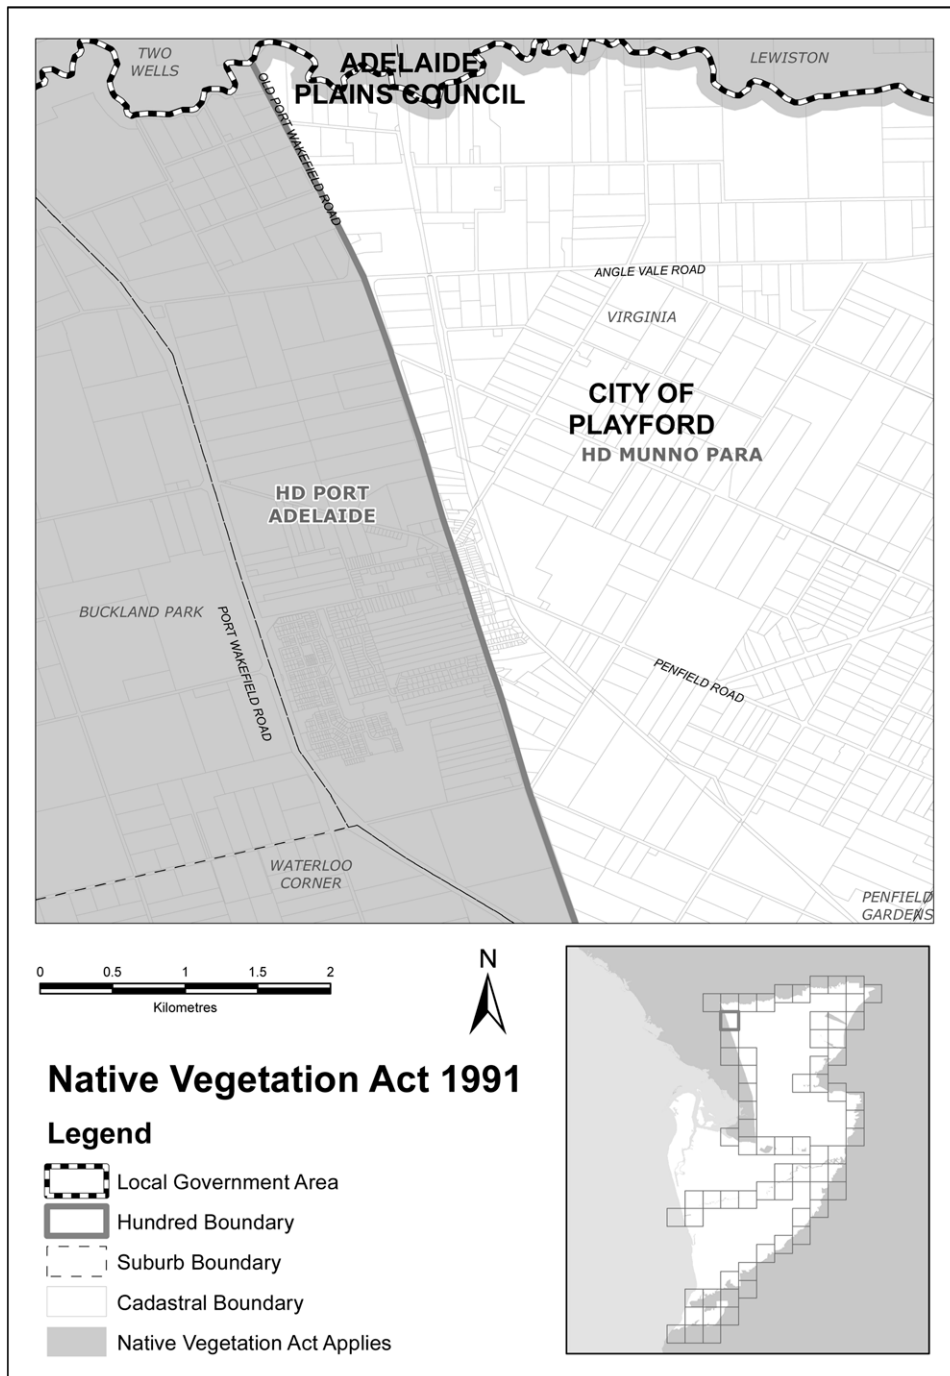 TWO
WELLS
ADELAIDE
PLAINS COUNCIL
LEWISTON
OLD PORT WAKEFIELD ROAD
ANGLE VALE ROAD
VIRGINIA
CITY OF
PLAYFORD
HD MUNNO PARA
HD PORT
ADELAIDE
BUCKLAND PARK
PORT WAKEFIELD ROAD
PENFIELD ROAD
WATERLOO
CORNER
PENFIELD
GARDENS
0 0.5 1 1.5 2
Kilometres
N
Native Vegetation Act 1991
Legend
Local Government Area
Hundred Boundary
Suburb Boundary
Cadastral Boundary
Native Vegetation Act Applies